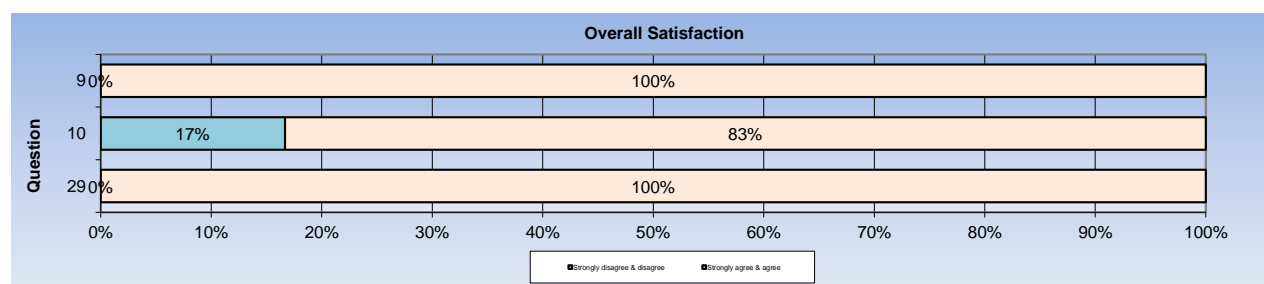 Overall Satisfaction
Question
9 0% 100%
10 17% 83%
29 0% 100%
0% 10% 20% 30% 40% 50% 60% 70% 80% 90% 100%
Strongly disagree & disagree Strongly agree & agree